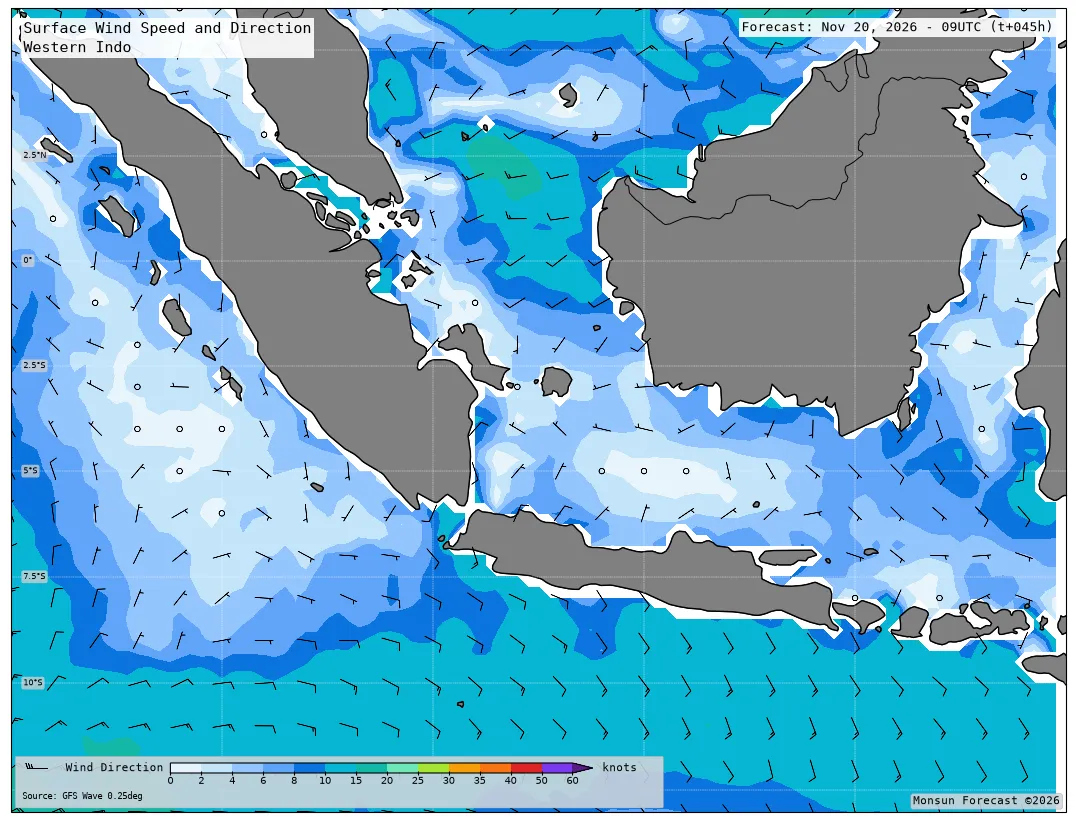 Surface Wind Speed and Direction
Western Indo
Forecast: Nov 20, 2026 - 09UTC (t+045h)
2.5°N
0°
2.5°S
5°S
7.5°S
10°S
Wind Direction
0 2 4 6 8 10 15 20 25 30 35 40 50 60
knots
Source: GFS Wave 0.25deg
Monsun Forecast ©2026